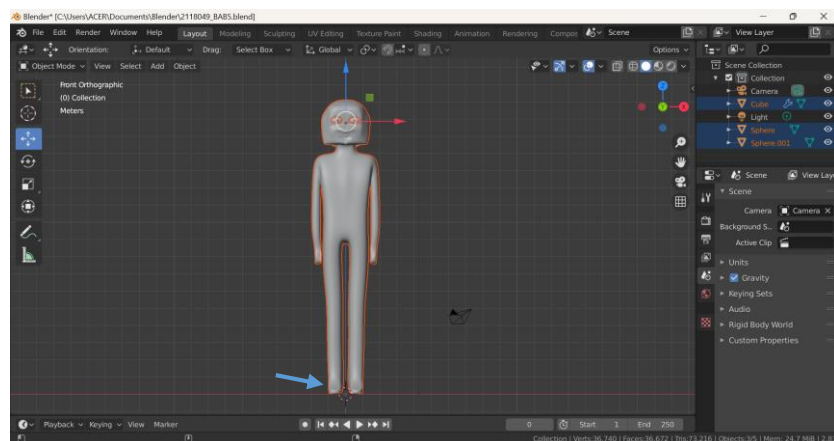 Blender* [C:\Users\ACER\Documents\Blender\2118049_BAB5.blend]
File Edit Render Window Help Layout Modeling Sculpting UV Editing Texture Paint Shading Animation Rendering Compos Scene View Layer
Orientation: Default Drag: Select Box Global Options
Object Mode View Select Add Object
Front Orthographic
(0) Collection
Meters
X
Scene Collection
Collection
Camera
Cube
Light
Sphere
Sphere.001
Scene View Lay
Scene
Camera Camera
Background S..
Active Clip
Units
Gravity
Keying Sets
Audio
Rigid Body World
Custom Properties
Playback Keying View Marker 0 Start 1 End 250
Collection | Verts:36,740 | Faces:36,672 | Tris:73,216 | Objects:3/5 | Mem: 24.7 MiB | 2.8